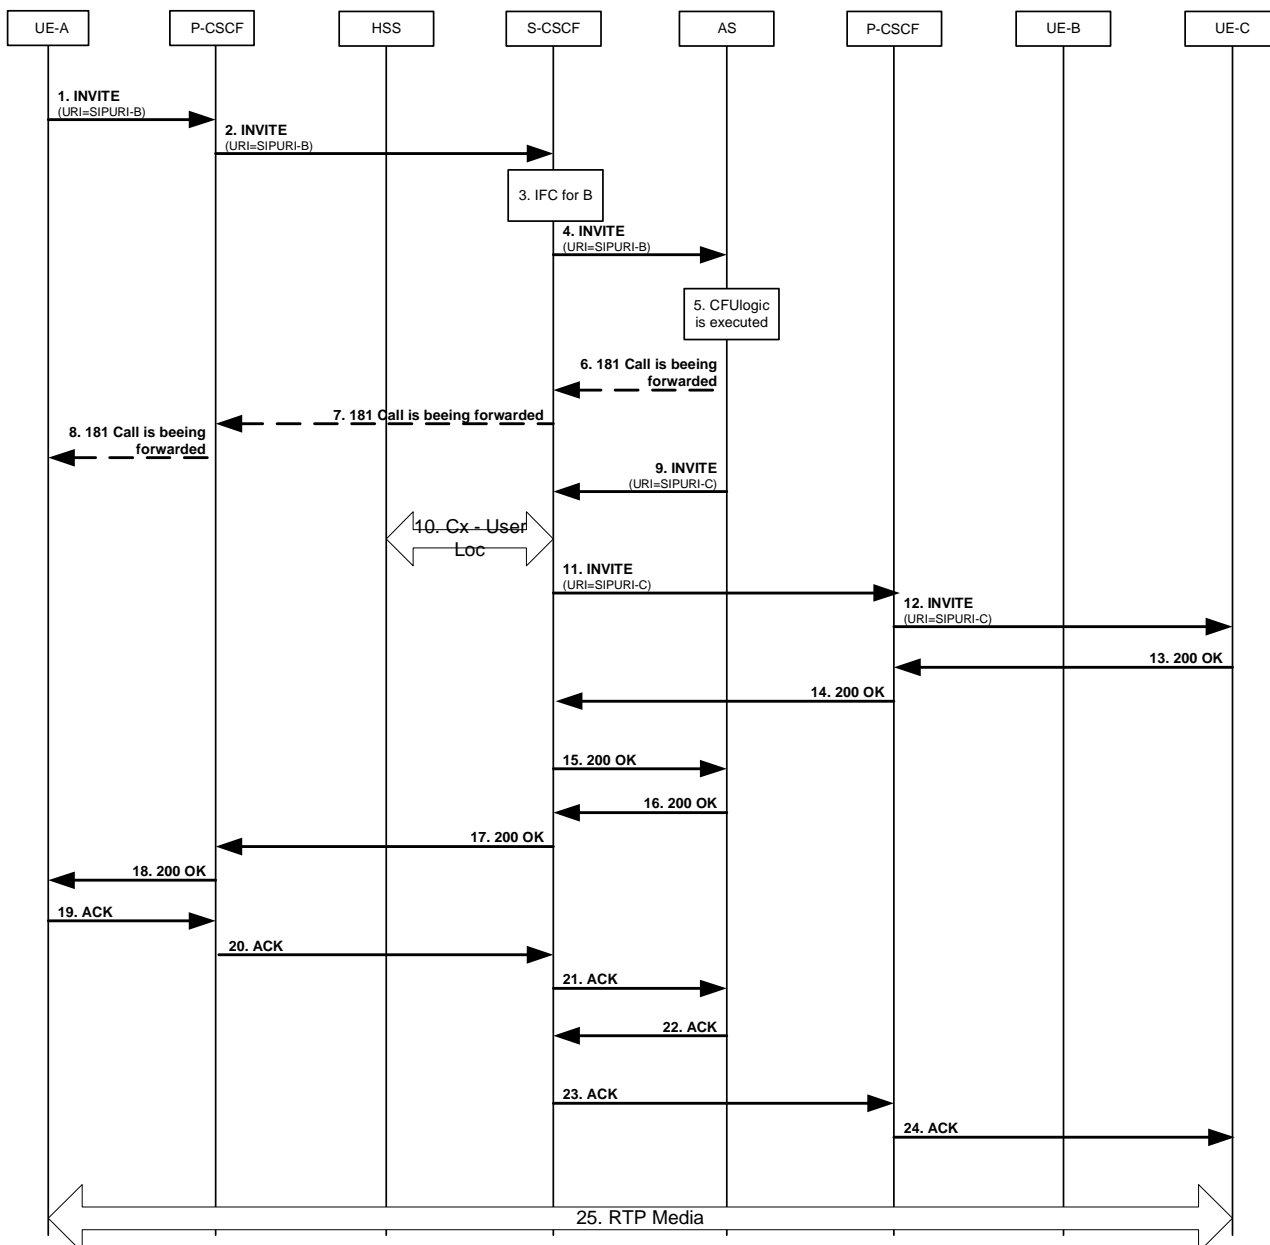 UE-A
P-CSCF
HSS
S-CSCF
AS
P-CSCF
UE-B
UE-C
1. INVITE
(URI=SIPURI-B)
2. INVITE
(URI=SIPURI-B)
3. IFC for B
4. INVITE
(URI=SIPURI-B)
5. CFUlogic
is executed
6. 181 Call is beeing
forwarded
7. 181 Call is beeing forwarded
8. 181 Call is beeing
forwarded
9. INVITE
(URI=SIPURI-C)
10. Cx - User
Loc
11. INVITE
(URI=SIPURI-C)
12. INVITE
(URI=SIPURI-C)
13. 200 OK
14. 200 OK
15. 200 OK
16. 200 OK
17. 200 OK
18. 200 OK
19. ACK
20. ACK
21. ACK
22. ACK
23. ACK
24. ACK
25. RTP Media